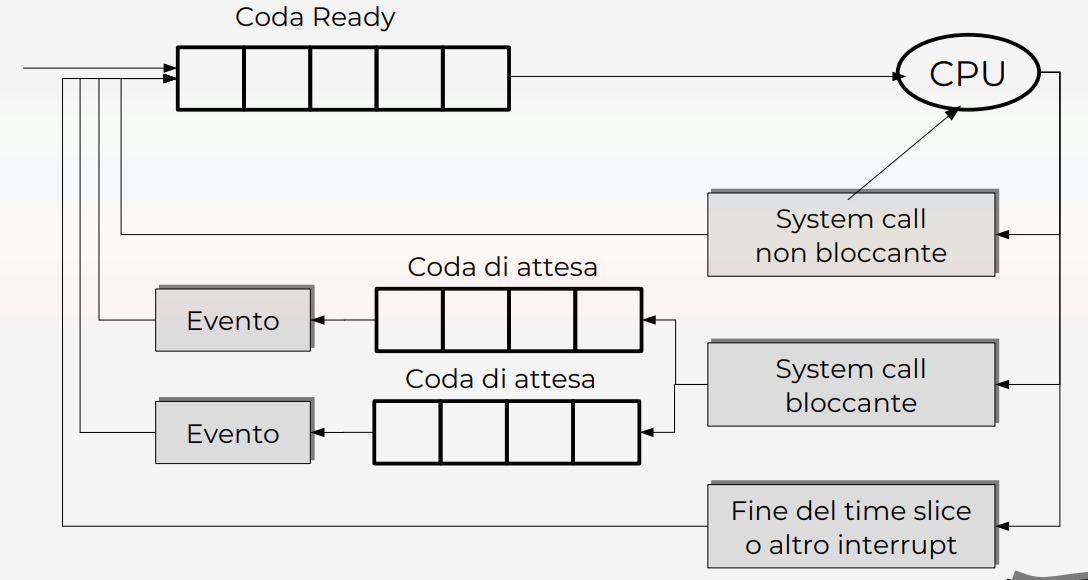 Coda Ready
CPU
System call
non bloccante
Coda di attesa
Evento
System call
bloccante
Coda di attesa
Evento
Fine del time slice
o altro interrupt